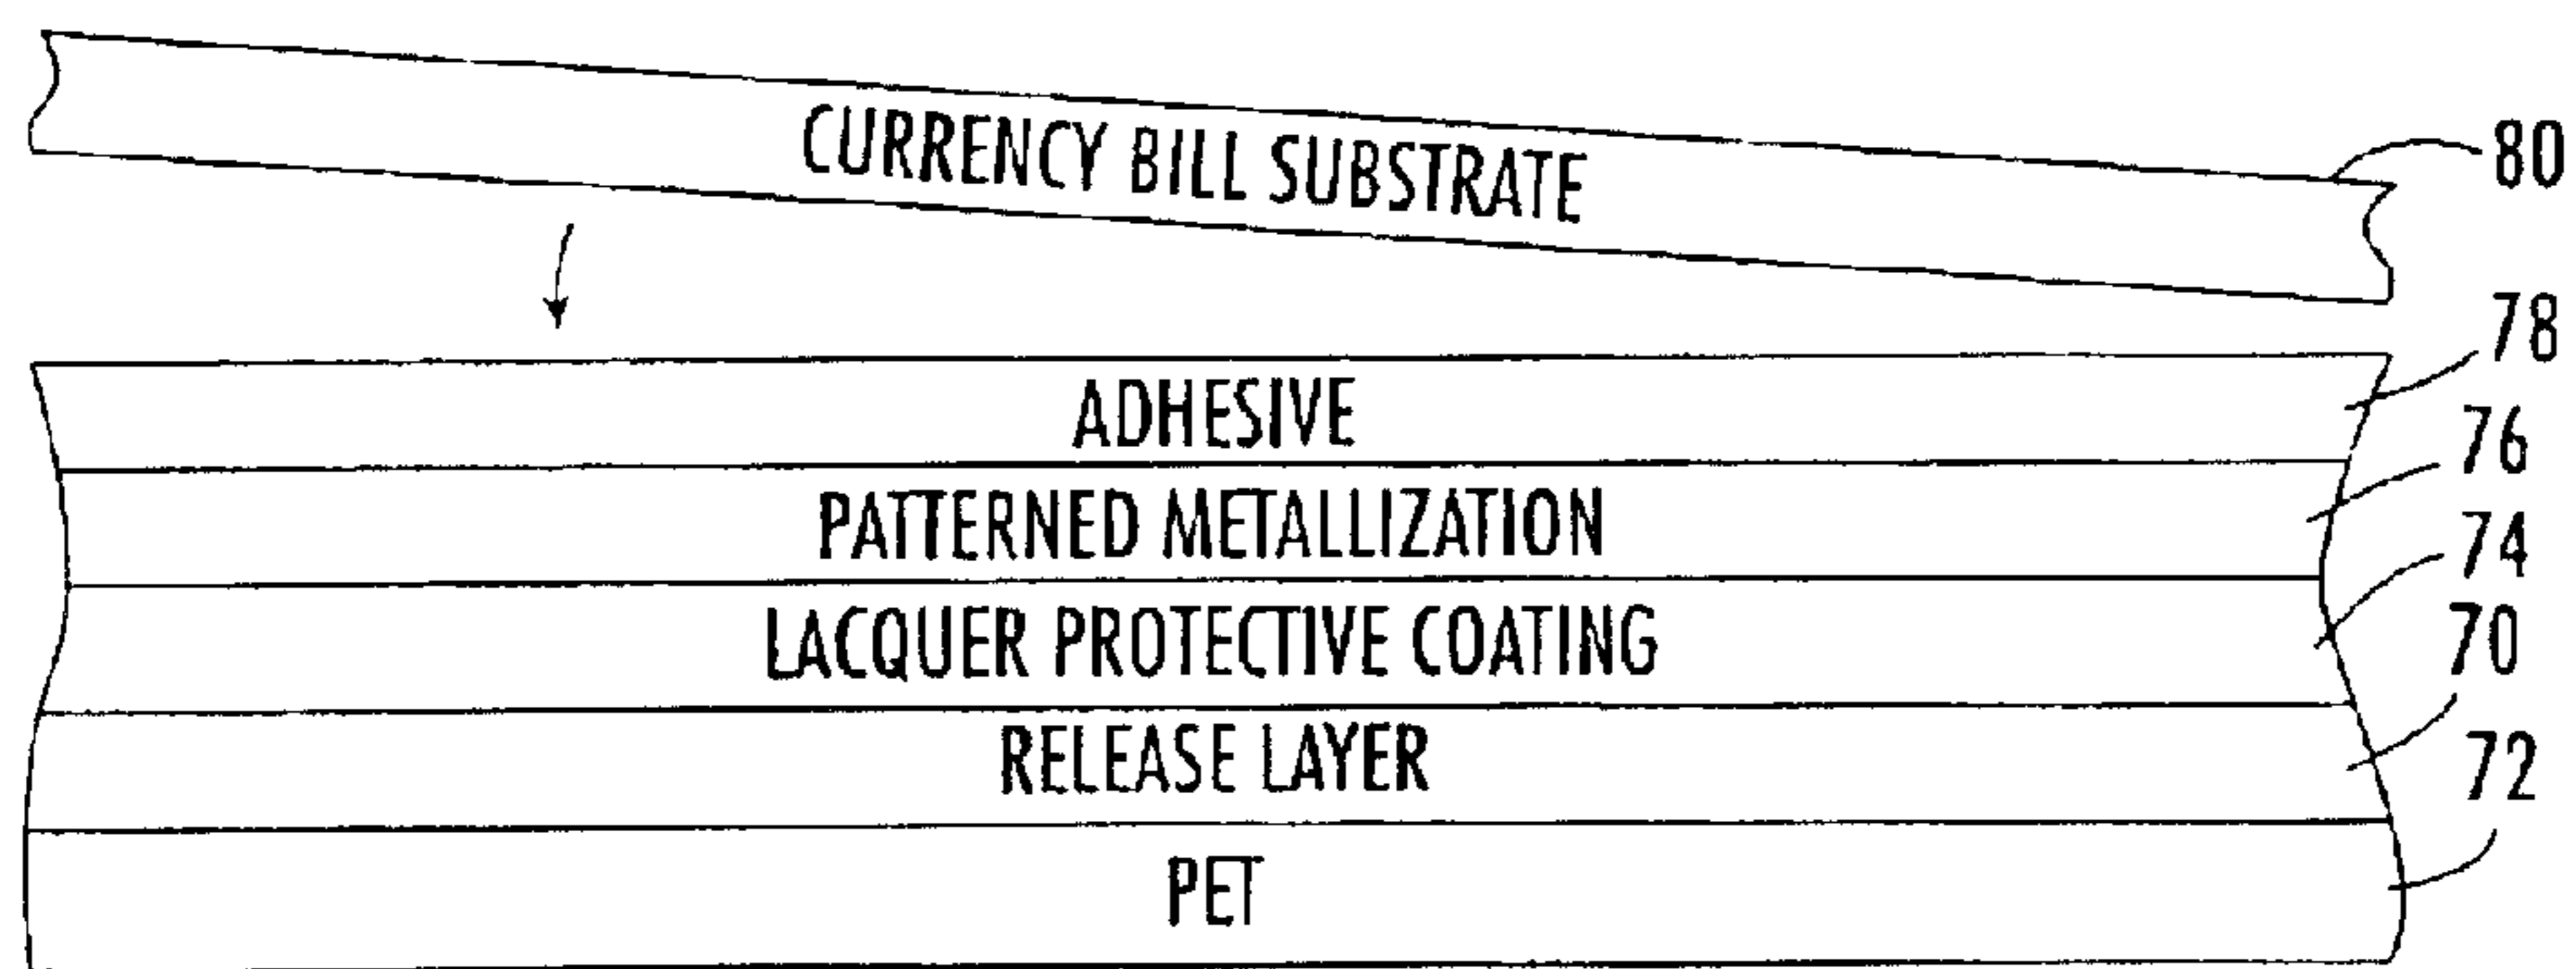 CURRENCY BILL SUBSTRATE
80
78
ADHESIVE
76
PATTERNED METALLIZATION
74
LACQUER PROTECTIVE COATING
70
RELEASE LAYER
72
PET